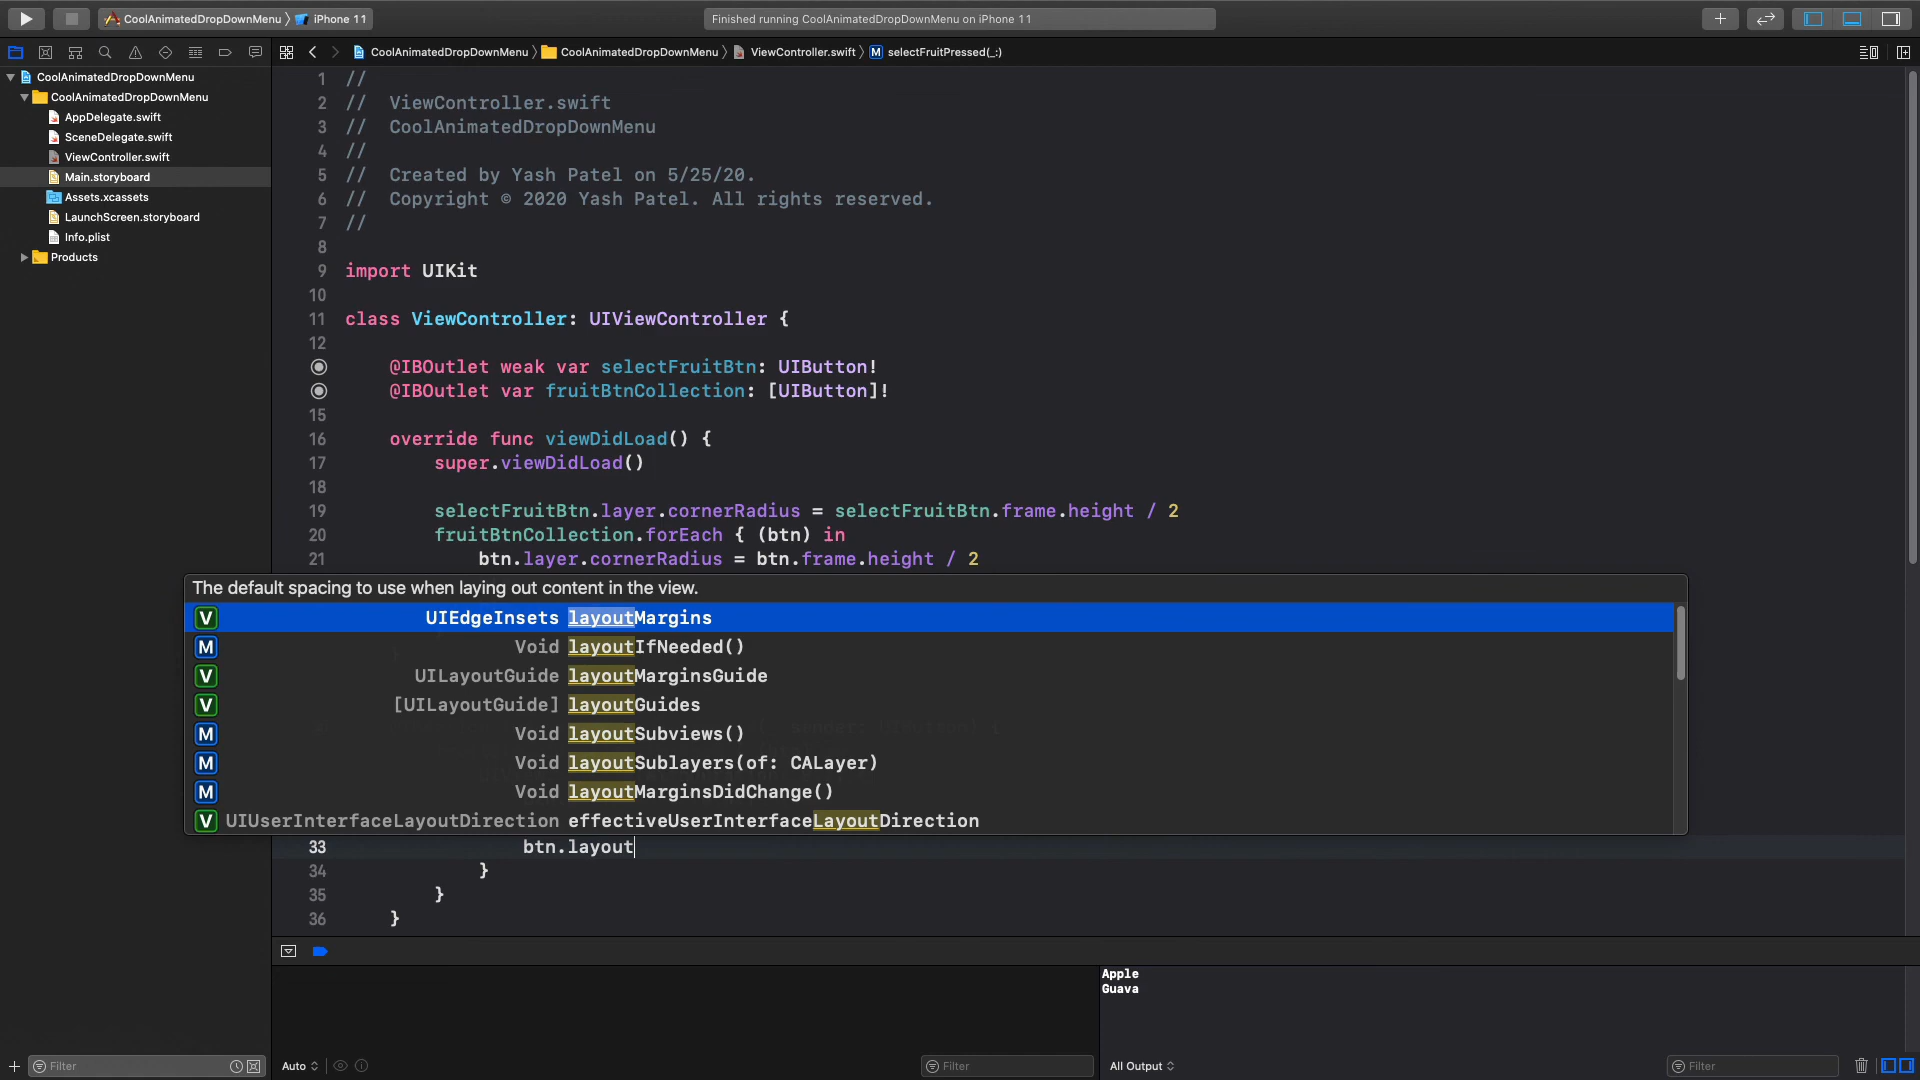 CoolAnimatedDropDownMenu
iPhone 11
Finished running CoolAnimatedDropDownMenu on iPhone 11
CoolAnimatedDropDownMenu
CoolAnimatedDropDownMenu
ViewController.swift
M selectFruitPressed(_:)
CoolAnimatedDropDownMenu
CoolAnimatedDropDownMenu
AppDelegate.swift
SceneDelegate.swift
ViewController.swift
Main.storyboard
Assets.xcassets
LaunchScreen.storyboard
Info.plist
Products
1 //
2 // ViewController.swift
3 // CoolAnimatedDropDownMenu
4 //
5 // Created by Yash Patel on 5/25/20.
6 // Copyright © 2020 Yash Patel. All rights reserved.
7 //
8
9 import UIKit
10
11 class ViewController: UIViewController {
12
@IBOutlet weak var selectFruitBtn: UIButton!
@IBOutlet var fruitBtnCollection: [UIButton]!
15
16 override func viewDidLoad() {
17 super.viewDidLoad()
18
19 selectFruitBtn.layer.cornerRadius = selectFruitBtn.frame.height / 2
20 fruitBtnCollection.forEach { (btn) in
21 btn.layer.cornerRadius = btn.frame.height / 2
The default spacing to use when laying out content in the view.
V UIEdgeInsets layoutMargins
M Void layoutIfNeeded()
V UILayoutGuide layoutMarginsGuide
V [UILayoutGuide] layoutGuides
M Void layoutSubviews()
M Void layoutSublayers(of: CALayer)
M Void layoutMarginsDidChange()
V UIUserInterfaceLayoutDirection effectiveUserInterfaceLayoutDirection
33 btn.layout
34 }
35 }
36 }
Apple
Guava
Filter
Auto
Filter
All Output
Filter